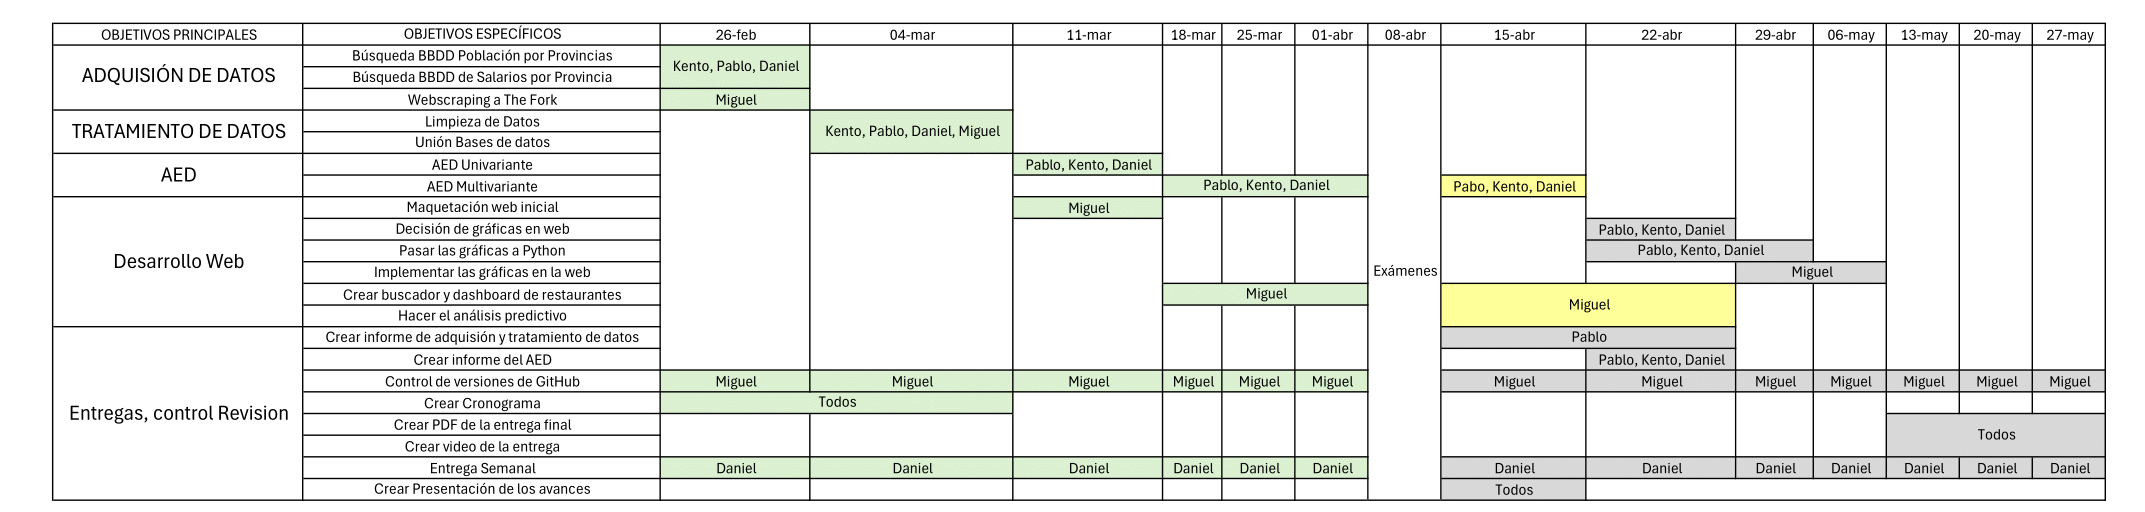 OBJETIVOS PRINCIPALES OBJETIVOS ESPECÍFICOS 26-feb 04-mar 11-mar 18-mar 25-mar 01-abr 08-abr 15-abr 22-abr 29-abr 06-may 13-may 20-may 27-may
ADQUISIÓN DE DATOS
Búsqueda BBDD Población por Provincias
Kento, Pablo, Daniel
Búsqueda BBDD de Salarios por Provincia
Webscraping a The Fork Miguel
TRATAMIENTO DE DATOS
Limpieza de Datos
Kento, Pablo, Daniel, Miguel
Unión Bases de datos
AED
AED Univariante Pablo, Kento, Daniel
AED Multivariante Pablo, Kento, Daniel Pabo, Kento, Daniel
Desarrollo Web
Maquetación web inicial Miguel
Decisión de gráficas en web Pablo, Kento, Daniel
Pasar las gráficas a Python Pablo, Kento, Daniel
Exámenes
Implementar las gráficas en la web Miguel
Crear buscador y dashboard de restaurantes Miguel
Miguel
Hacer el análisis predictivo
Entregas, control Revision
Crear informe de adquisición y tratamiento de datos Pablo
Crear informe del AED Pablo, Kento, Daniel
Control de versiones de GitHub Miguel Miguel Miguel Miguel Miguel Miguel Miguel Miguel Miguel Miguel Miguel Miguel Miguel
Crear Cronograma Todos
Crear PDF de la entrega final
Todos
Crear video de la entrega
Entrega Semanal Daniel Daniel Daniel Daniel Daniel Daniel Daniel Daniel Daniel Daniel Daniel Daniel Daniel
Crear Presentación de los avances Todos